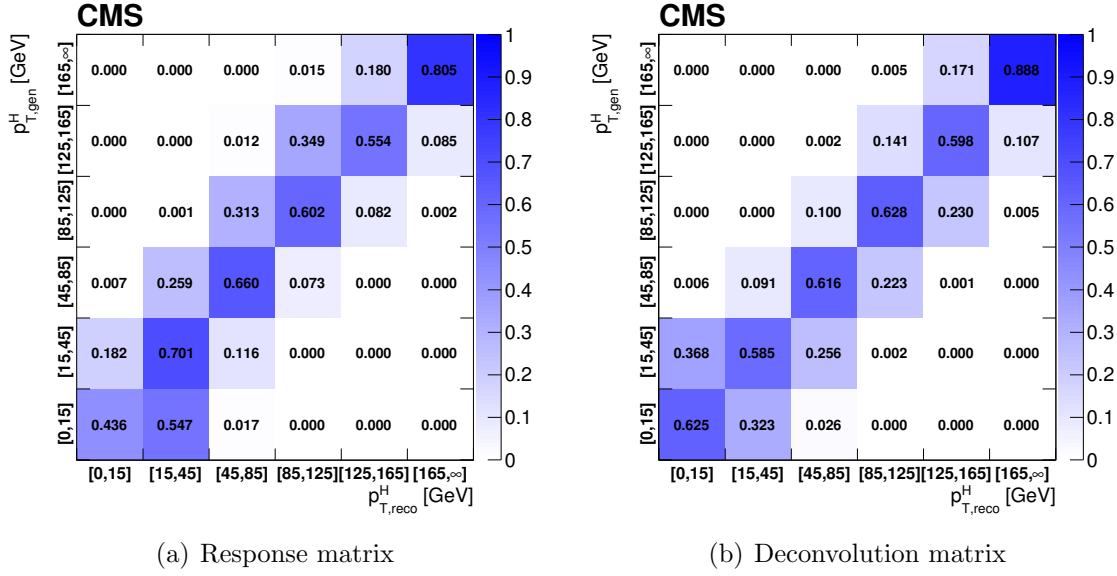 CMS
p^H_T,gen [GeV]
[165,∞] 0.000 0.000 0.000 0.015 0.180 0.805
[125,165] 0.000 0.000 0.012 0.349 0.554 0.085
[85,125] 0.000 0.001 0.313 0.602 0.082 0.002
[45,85] 0.007 0.259 0.660 0.073 0.000 0.000
[15,45] 0.182 0.701 0.116 0.000 0.000 0.000
[0,15] 0.436 0.547 0.017 0.000 0.000 0.000
[0,15] [15,45] [45,85] [85,125] [125,165] [165,∞]
p^H_T,reco [GeV]
1
0.9
0.8
0.7
0.6
0.5
0.4
0.3
0.2
0.1
0
(a) Response matrix
CMS
p^H_T,gen [GeV]
[165,∞] 0.000 0.000 0.000 0.005 0.171 0.888
[125,165] 0.000 0.000 0.002 0.141 0.598 0.107
[85,125] 0.000 0.000 0.100 0.628 0.230 0.005
[45,85] 0.006 0.091 0.616 0.223 0.001 0.000
[15,45] 0.368 0.585 0.256 0.002 0.000 0.000
[0,15] 0.625 0.323 0.026 0.000 0.000 0.000
[0,15] [15,45] [45,85] [85,125] [125,165] [165,∞]
p^H_T,reco [GeV]
1
0.9
0.8
0.7
0.6
0.5
0.4
0.3
0.2
0.1
0
(b) Deconvolution matrix